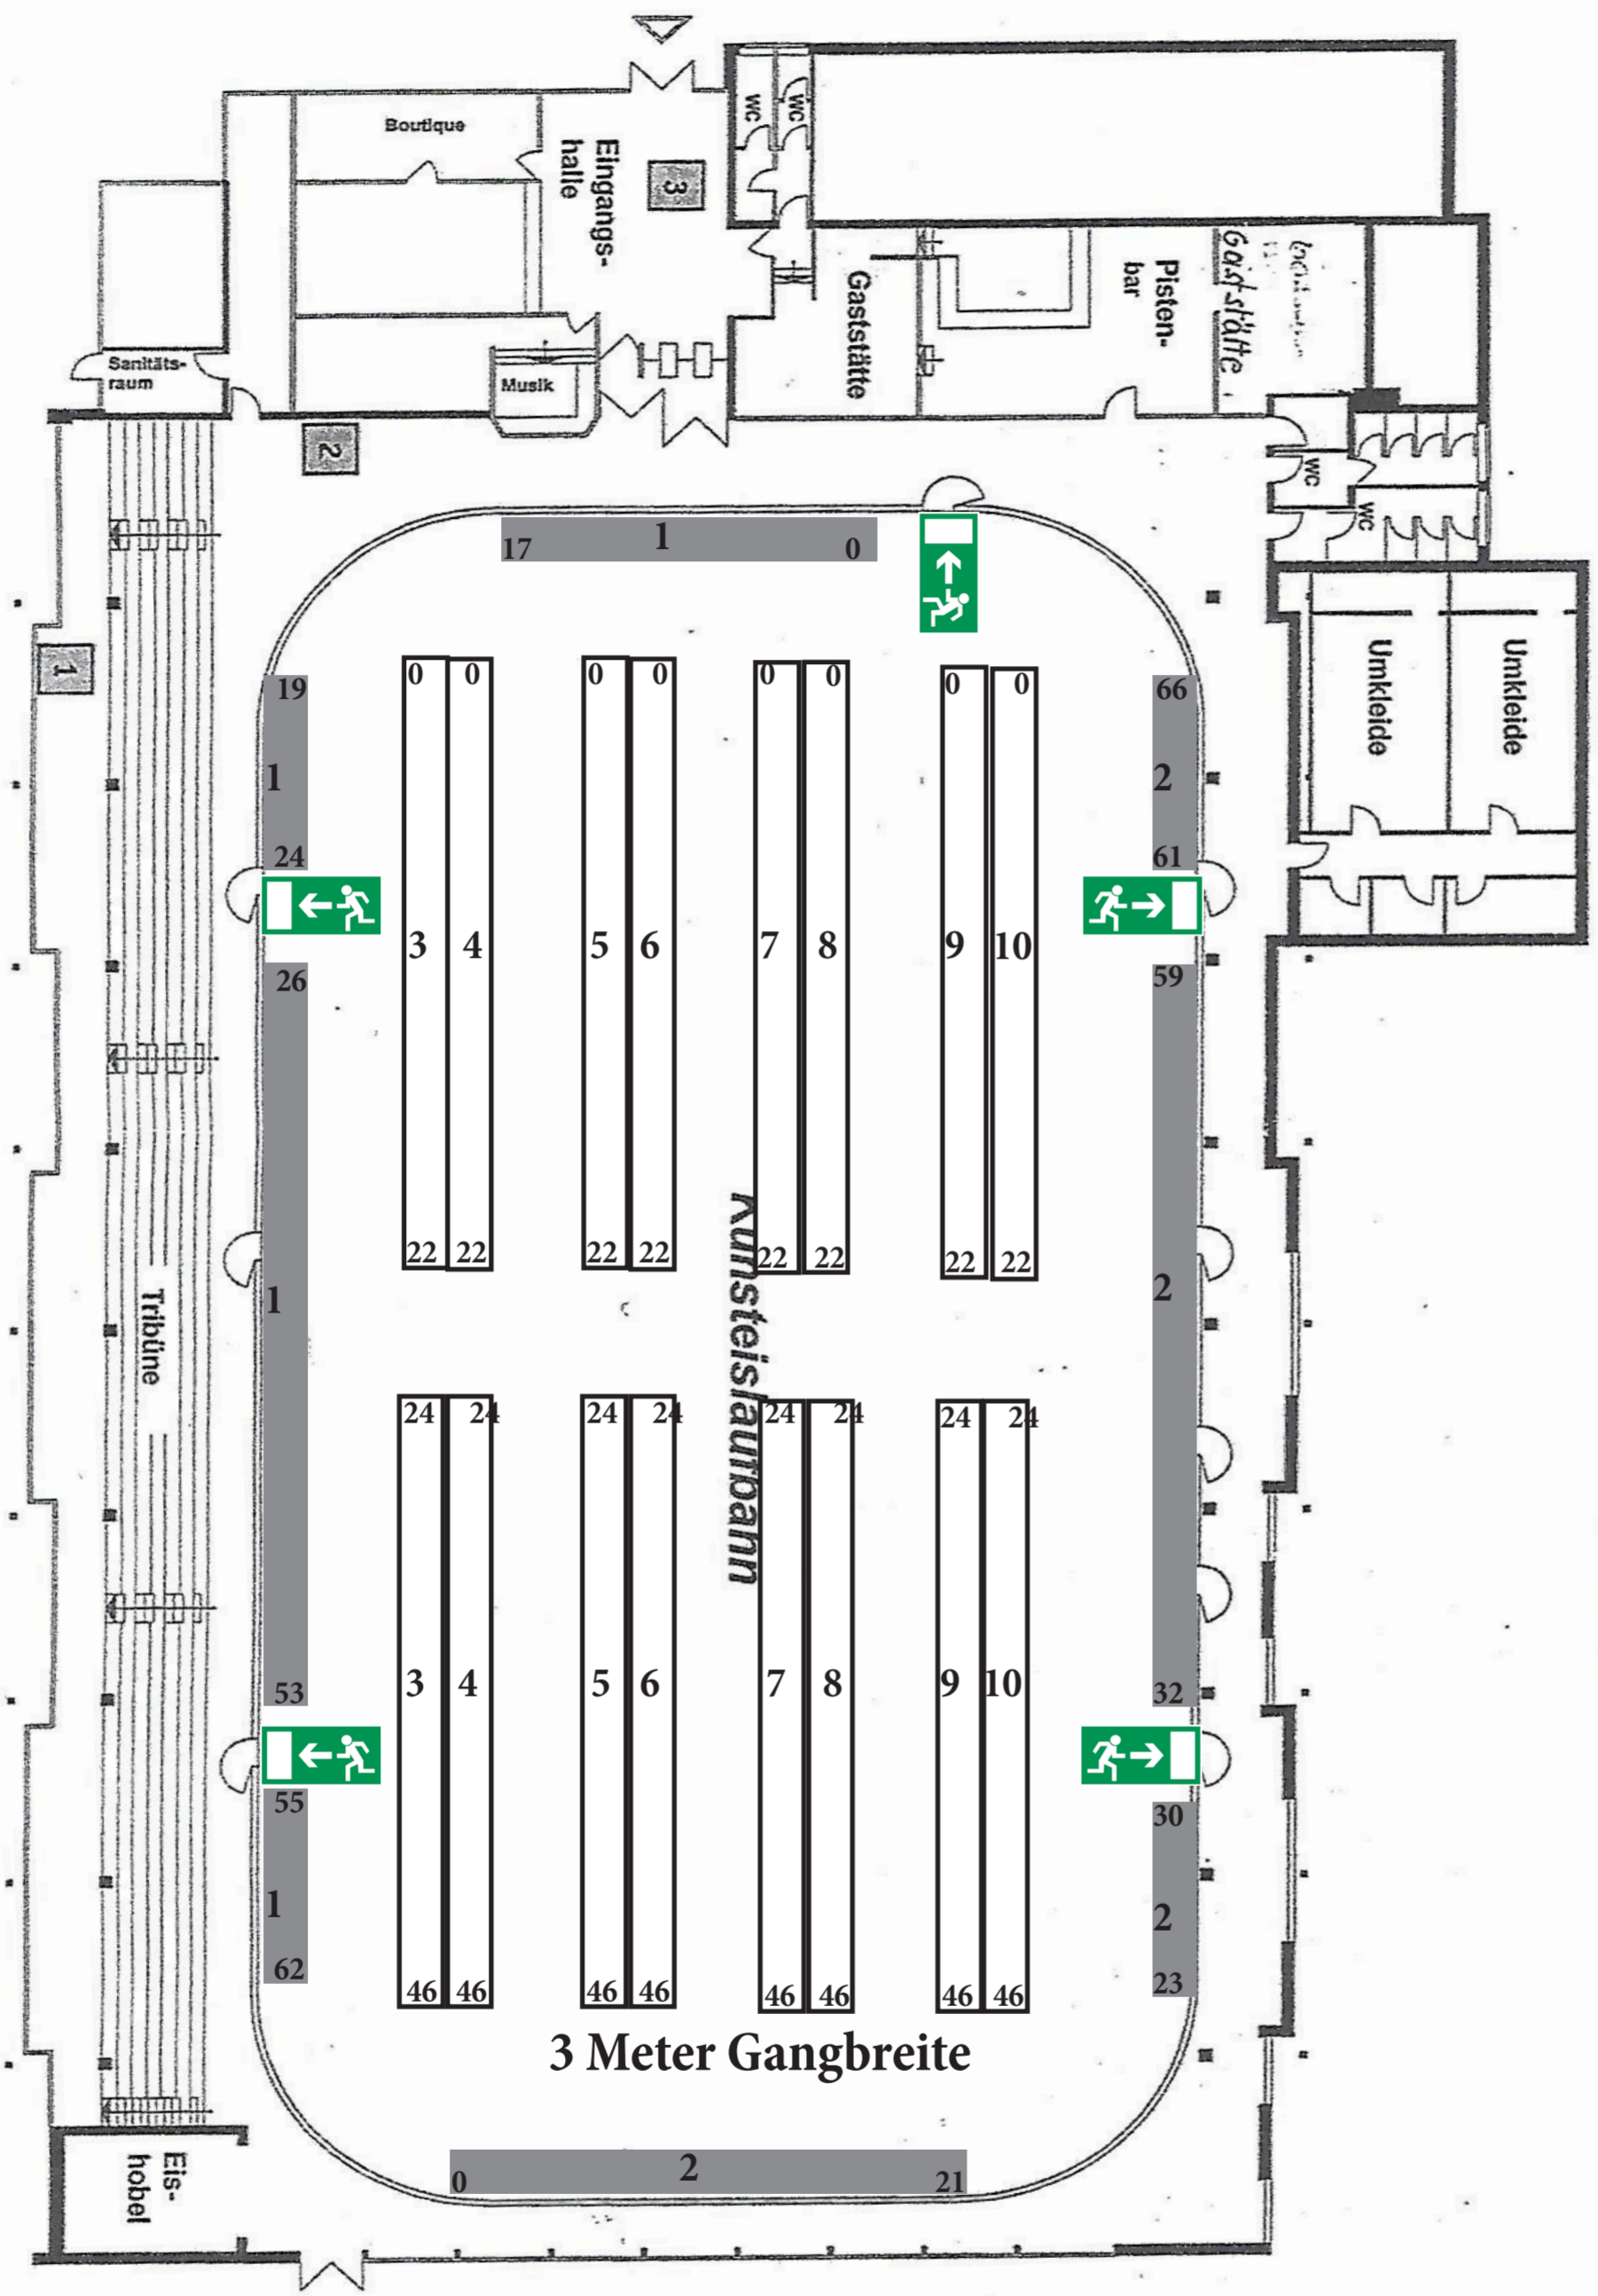 WC
WC
Boutique
Eingangs-
halle
3
Sanitäts-
raum
Musik
Gaststätte
Pisten-
bar
Gaststätte
2
WC
WC
1
Umkleide
Umkleide
17 1 0
19
1
24
66
2
61
0 0 0 0 0 0 0 0
3 4 5 6 7 8 9 10
22 22 22 22 22 22 22 22
26
1
53
59
2
32
Tribüne
Kunsteislaufbahn
24 24 24 24 24 24 24 24
3 4 5 6 7 8 9 10
46 46 46 46 46 46 46 46
55
1
62
30
2
23
3 Meter Gangbreite
0 2 21
Eis-
hobel